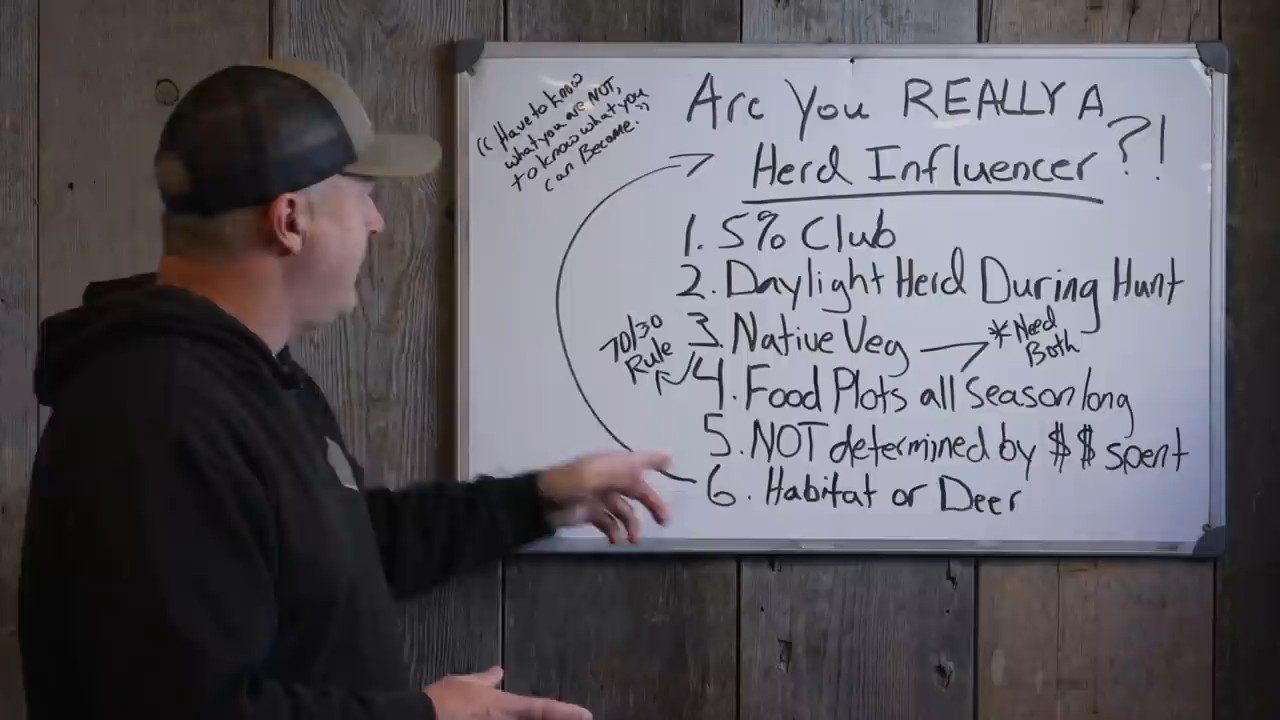 "Have to know
what you are NOT,
to know what you
can Become."
Are You REALLY A
Herd Influencer?!
1. 5% Club
2. Daylight Herd During Hunt
3. Native Veg
*Need
Both
70/30
Rule
4. Food Plots all Season long
5. NOT determined by $$ spent
6. Habitat or Deer